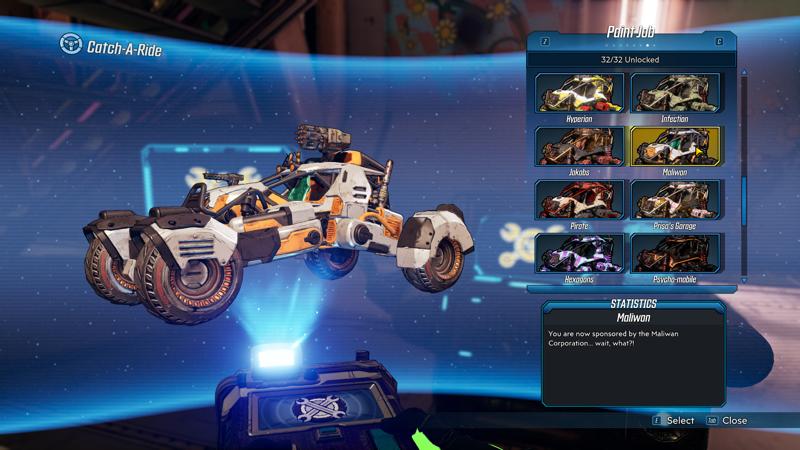 Catch-A-Ride
Paint Job
Z
C
32/32 Unlocked
Hyperion
Infection
Jakobs
Maliwan
Pirate
Prisa's Garage
Hexagons
Psycho-mobile
STATISTICS
Maliwan
You are now sponsored by the Maliwan
Corporation... wait, what?!
E Select
Tab Close